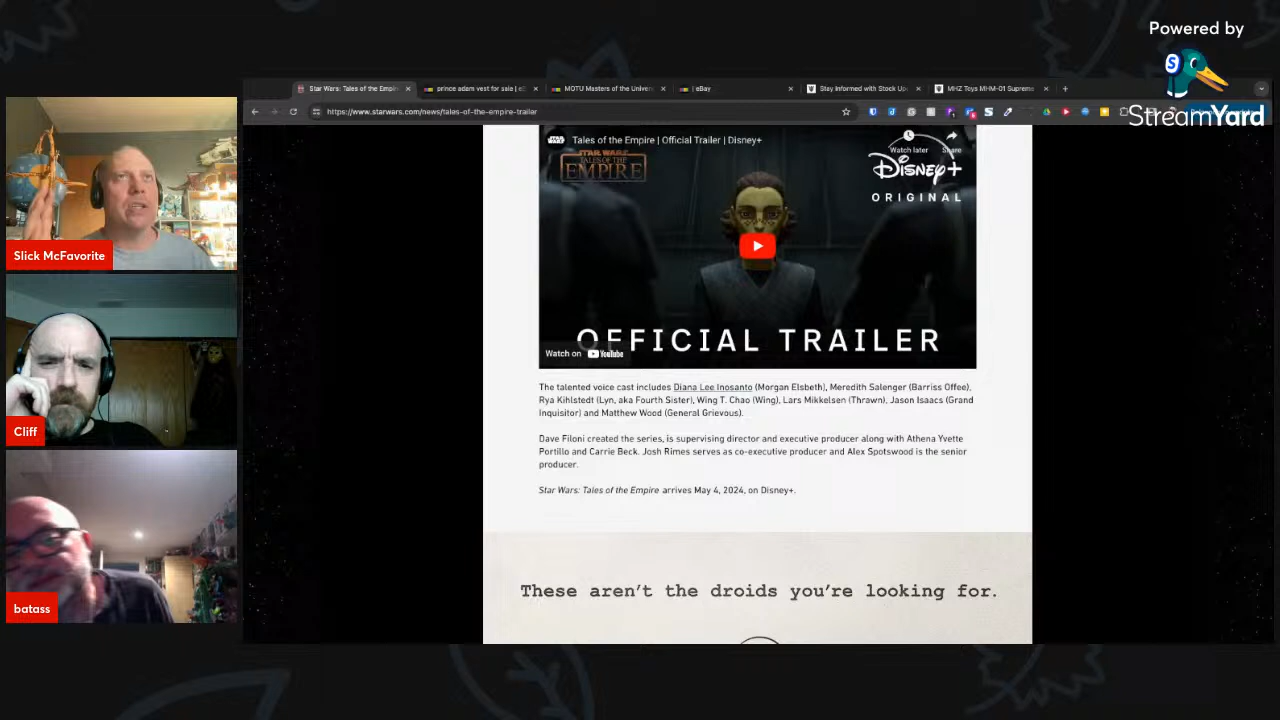 Powered by
StreamYard
Star Wars: Tales of the Empire
prince adam vest for sale | e
MOTU Masters of the Univer
| eBay
Stay Informed with Stock Up
MHZ Toys MHM-01 Supreme
https://www.starwars.com/news/tales-of-the-empire-trailer
Tales of the Empire | Official Trailer | Disney+
Watch later
Share
STAR WARS
TALES OF THE
EMPIRE
Disney+
ORIGINAL
OFFICIAL TRAILER
Watch on YouTube
The talented voice cast includes Diana Lee Inosanto (Morgan Elsbeth), Meredith Salenger (Barriss Offee),
Rya Kihlstedt (Lyn, aka Fourth Sister), Wing T. Chao (Wing), Lars Mikkelsen (Thrawn), Jason Isaacs (Grand
Inquisitor) and Matthew Wood (General Grievous).
Dave Filoni created the series, is supervising director and executive producer along with Athena Yvette
Portillo and Carrie Beck. Josh Rimes serves as co-executive producer and Alex Spotswood is the senior
producer.
Star Wars: Tales of the Empire arrives May 4, 2024, on Disney+.
These aren't the droids you're looking for.
Slick McFavorite
Cliff
batass